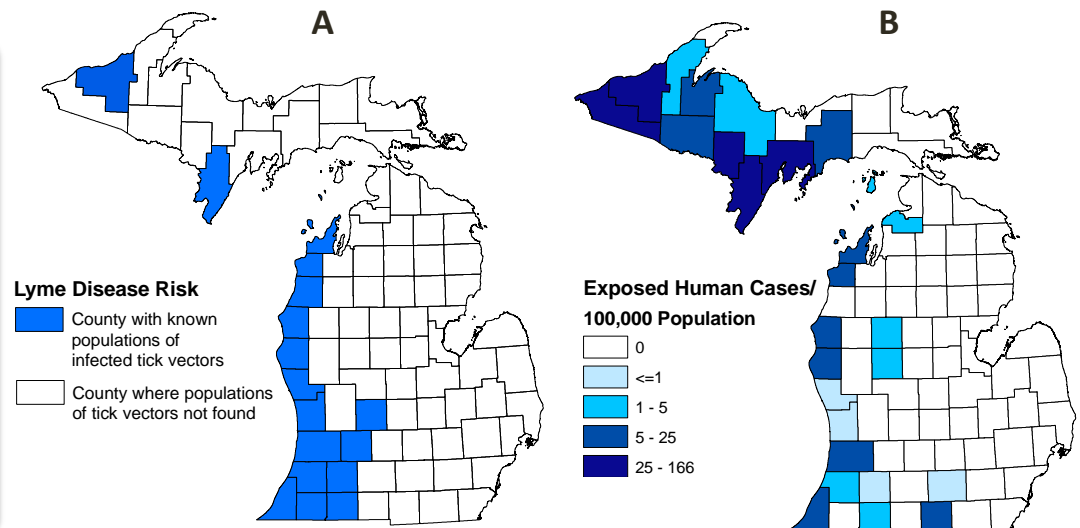 A
B
Lyme Disease Risk
County with known
populations of
infected tick vectors
County where populations
of tick vectors not found
Exposed Human Cases/
100,000 Population
0
<=1
1 - 5
5 - 25
25 - 166